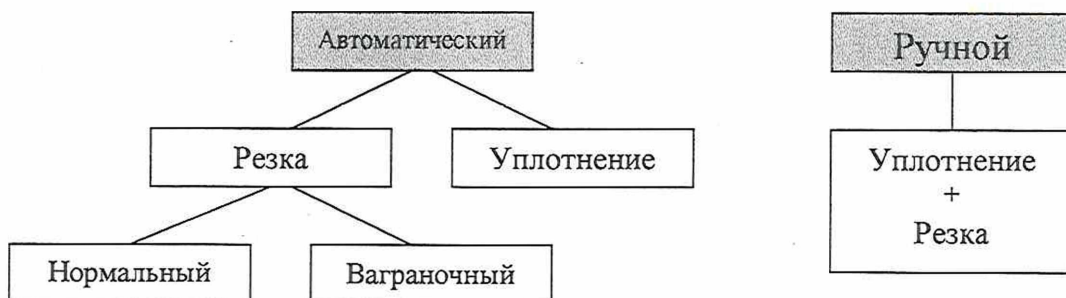 Автоматический
Ручной
Резка
Уплотнение
Уплотнение
+
Резка
Нормальный
Ваграночный